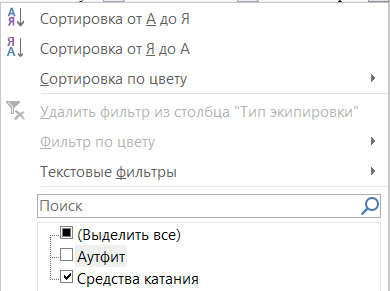 Сортировка от А до Я
Сортировка от Я до А
Сортировка по цвету
Удалить фильтр из столбца "Тип экипировки"
Фильтр по цвету
Текстовые фильтры
Поиск
(Выделить все)
Аутфит
Средства катания